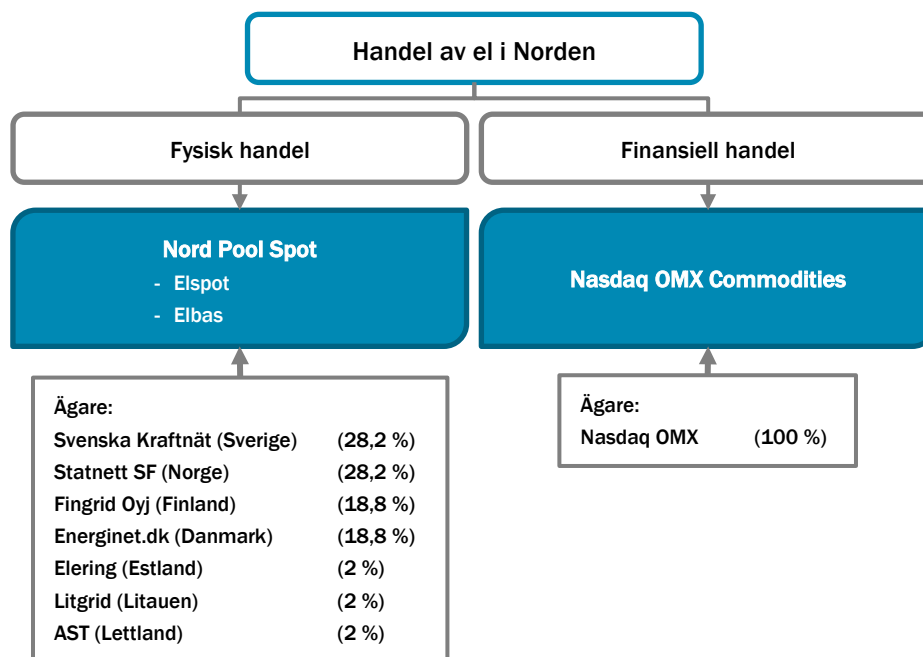 Handel av el i Norden
Fysisk handel
Finansiell handel
Nord Pool Spot
- Elspot
- Elbas
Nasdaq OMX Commodities
Ägare:
Svenska Kraftnät (Sverige) (28,2 %)
Statnett SF (Norge) (28,2 %)
Fingrid Oyj (Finland) (18,8 %)
Energinet.dk (Danmark) (18,8 %)
Elering (Estland) (2 %)
Litgrid (Litauen) (2 %)
AST (Lettland) (2 %)
Ägare:
Nasdaq OMX (100 %)